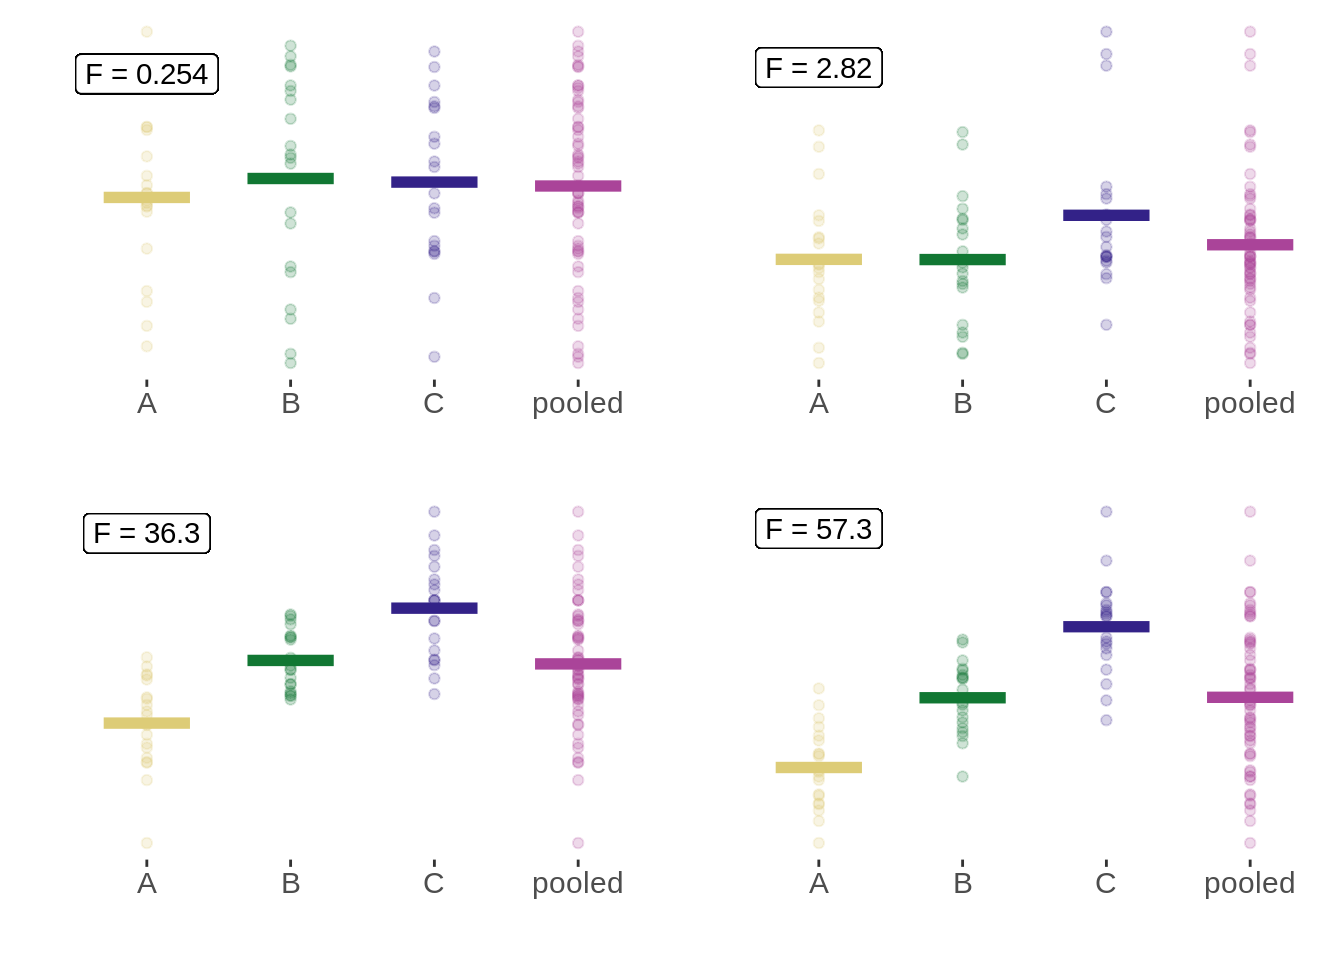 F = 0.254
A B C pooled
F = 2.82
A B C pooled
F = 36.3
A B C pooled
F = 57.3
A B C pooled